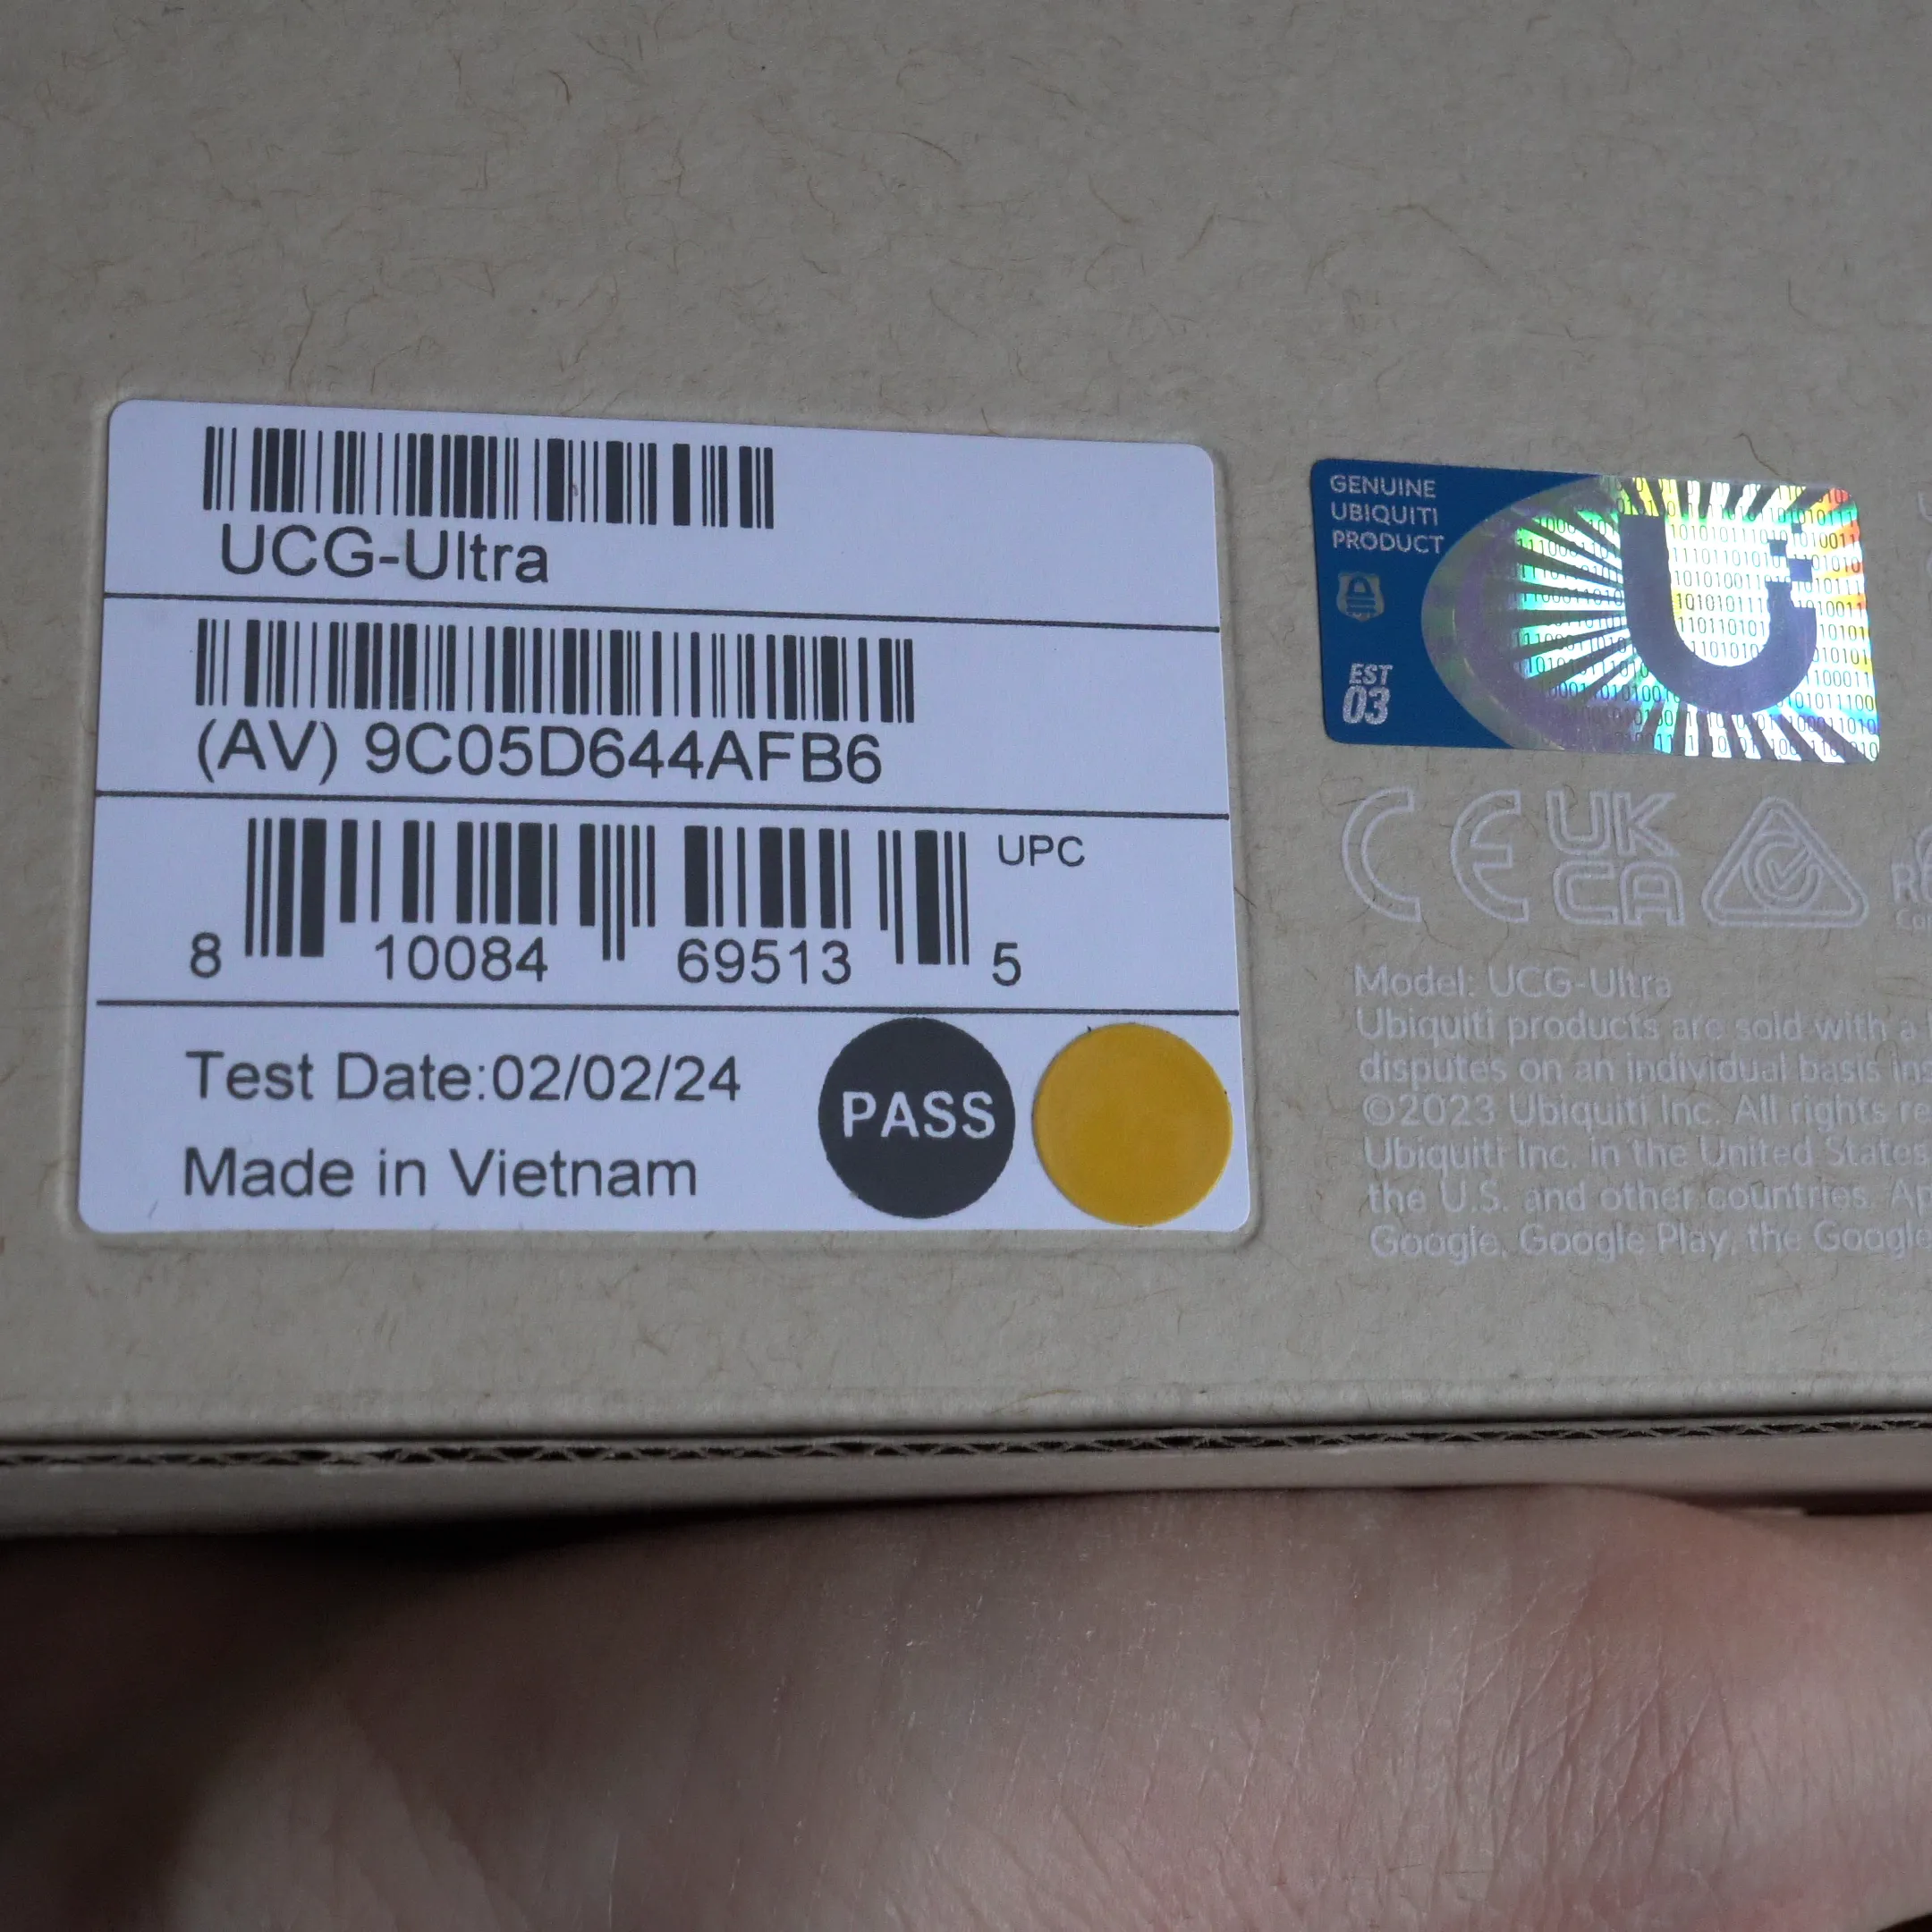 UCG-Ultra
(AV) 9C05D644AFB6
UPC
8 10084 69513 5
Test Date:02/02/24
PASS
Made in Vietnam
GENUINE
UBIQUITI
PRODUCT
EST
03
CE UK
CA
Model: UCG-Ultra
Ubiquiti products are sold with a
disputes on an individual basis
©2023 Ubiquiti Inc. All rights
Ubiquiti Inc. in the United States
the U.S. and other countries.
Google, Google Play, the Google